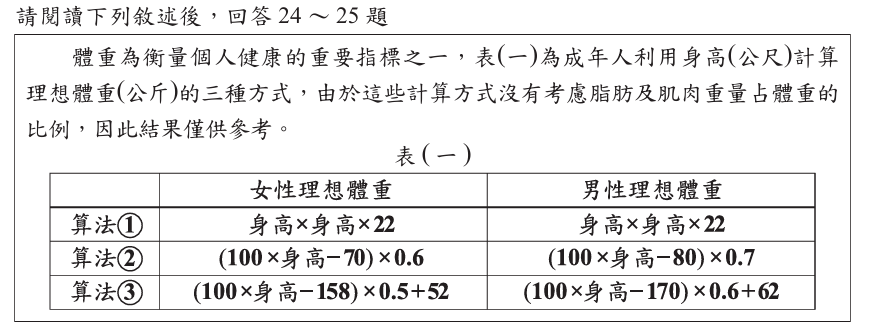 請閱讀下列敘述後，回答 24 ～ 25 題
體重為衡量個人健康的重要指標之一，表(一)為成年人利用身高(公尺)計算
理想體重(公斤)的三種方式，由於這些計算方式沒有考慮脂肪及肌肉重量占體重的
比例，因此結果僅供參考。
表(一)
女性理想體重 男性理想體重
算法① 身高×身高×22 身高×身高×22
算法② (100×身高−70)×0.6 (100×身高−80)×0.7
算法③ (100×身高−158)×0.5+52 (100×身高−170)×0.6+62